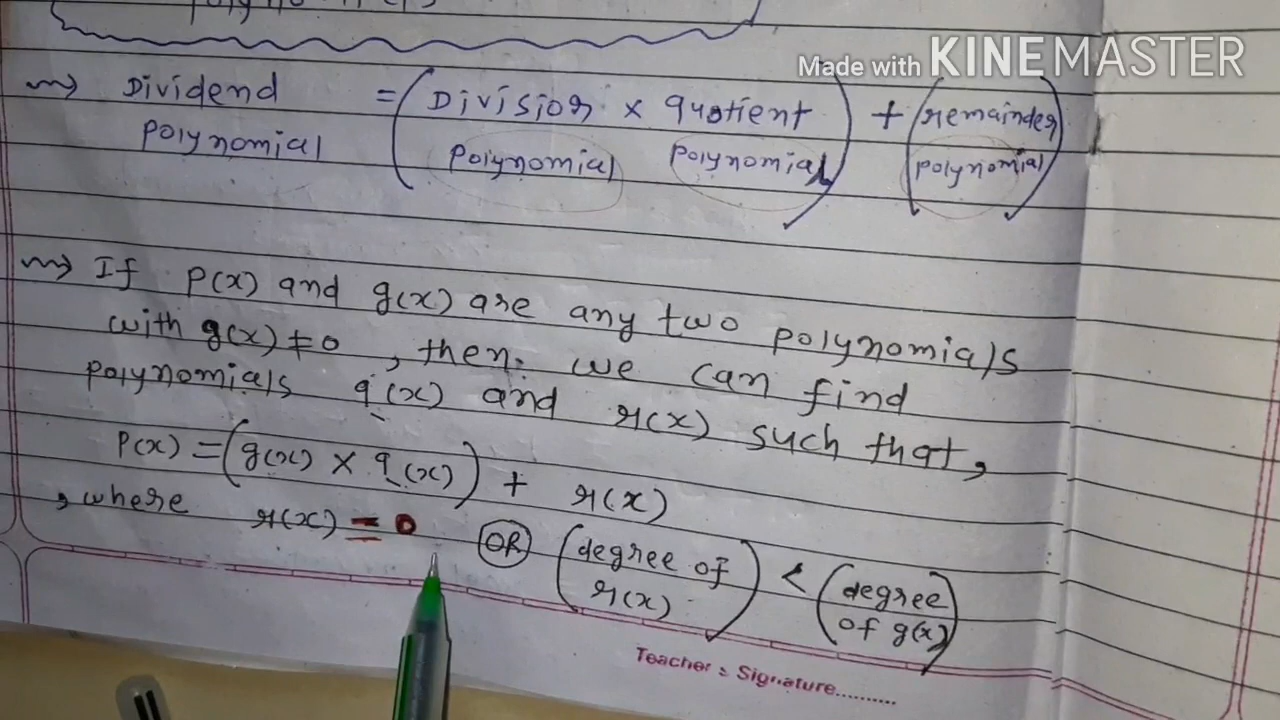 Made with KINEMASTER
⇝ Dividend = (Division × quotient) + (remainder
polynomial polynomial polynomial polynomial)
⇝ If P(x) and g(x) are any two polynomials
with g(x) ≠ 0, then. we can find
polynomials q(x) and r(x) such that,
P(x) = (g(x) × q(x)) + r(x)
, where r(x) = 0 OR (degree of < (degree
r(x)) of g(x))
Teacher's Signature..........